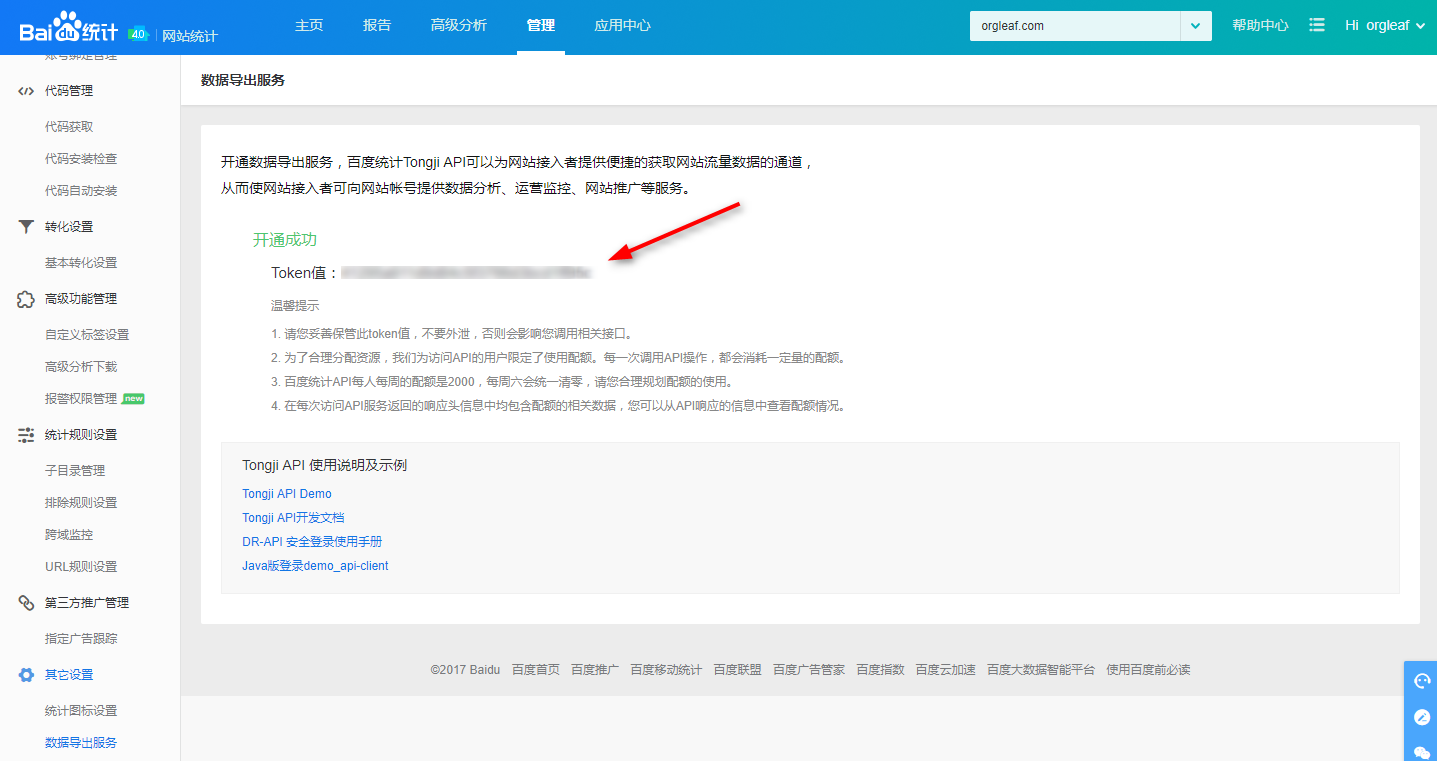 Baidu统计 4.0 网站统计
主页 报告 高级分析 管理 应用中心
orgleaf.com
帮助中心 Hi orgleaf
账号绑定管理
代码管理
代码获取
代码安装检查
代码自动安装
转化设置
基本转化设置
高级功能管理
自定义标签设置
高级分析下载
报警权限管理 new
统计规则设置
子目录管理
排除规则设置
跨域监控
URL规则设置
第三方推广管理
指定广告跟踪
其它设置
统计图标设置
数据导出服务
数据导出服务
开通数据导出服务，百度统计Tongji API可以为网站接入者提供便捷的获取网站流量数据的通道，
从而使网站接入者可向网站帐号提供数据分析、运营监控、网站推广等服务。
开通成功
Token值：
温馨提示
1. 请您妥善保管此token值，不要外泄，否则会影响您调用相关接口。
2. 为了合理分配资源，我们为访问API的用户限定了使用配额。每一次调用API操作，都会消耗一定量的配额。
3. 百度统计API每人每周的配额是2000，每周六会统一清零，请您合理规划配额的使用。
4. 在每次访问API服务返回的响应头信息中均包含配额的相关数据，您可以从API响应的信息中查看配额情况。
Tongji API 使用说明及示例
Tongji API Demo
Tongji API开发文档
DR-API 安全登录使用手册
Java版登录demo_api-client
©2017 Baidu 百度首页 百度推广 百度移动统计 百度联盟 百度广告管家 百度指数 百度云加速 百度大数据智能平台 使用百度前必读